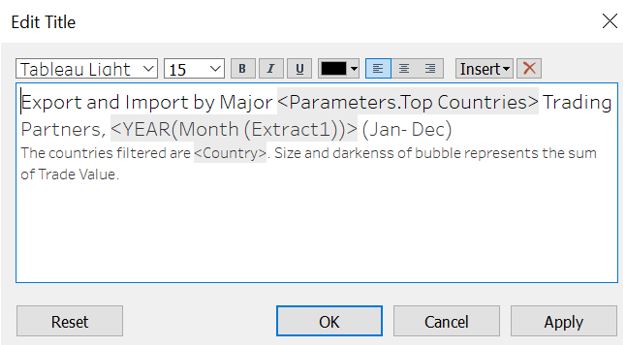 Edit Title
Tableau Light 15 B I U Insert
Export and Import by Major <Parameters.Top Countries> Trading
Partners, <YEAR(Month (Extract1))> (Jan- Dec)
The countries filtered are <Country>. Size and darkenss of bubble represents the sum
of Trade Value.
Reset OK Cancel Apply